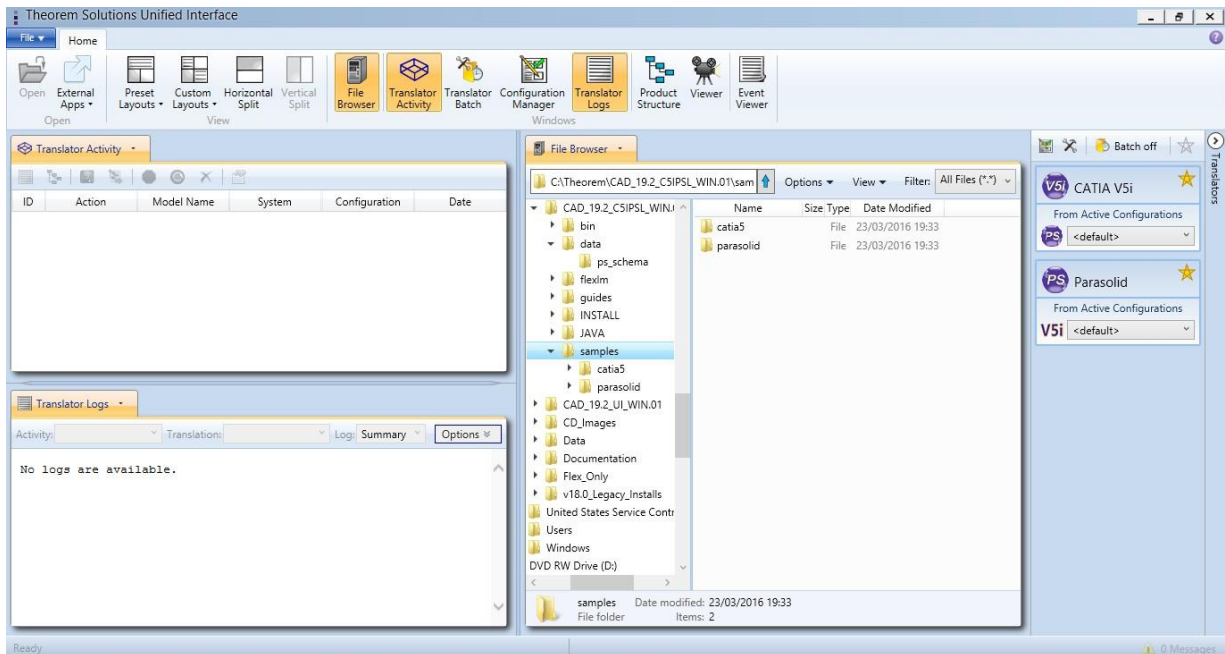 Theorem Solutions Unified Interface
File
Home
Open
External Apps
Preset Layouts
Custom Layouts
Horizontal Split
Vertical Split
File Browser
Translator Activity
Translator Batch
Configuration Manager
Translator Logs
Product Structure
Viewer
Event Viewer
Open
View
Windows
Translator Activity
ID Action Model Name System Configuration Date
Translator Logs
Activity: Translation: Log: Summary Options
No logs are available.
File Browser
C:\Theorem\CAD_19.2_C5IPSL_WIN.01\sam Options View Filter: All Files (*.*)
CAD_19.2_C5IPSL_WIN.
bin
data
ps_schema
flexlm
guides
INSTALL
JAVA
samples
catia5
parasolid
CAD_19.2_UI_WIN.01
CD_Images
Data
Documentation
Flex_Only
v18.0_Legacy_Installs
United States Service Contr
Users
Windows
DVD RW Drive (D:)
Name Size Type Date Modified
catia5 File 23/03/2016 19:33
parasolid File 23/03/2016 19:33
samples Date modified: 23/03/2016 19:33
File folder Items: 2
Batch off
Translators
V5i CATIA V5i
From Active Configurations
PS <default>
PS Parasolid
From Active Configurations
V5i <default>
Ready
0 Messages